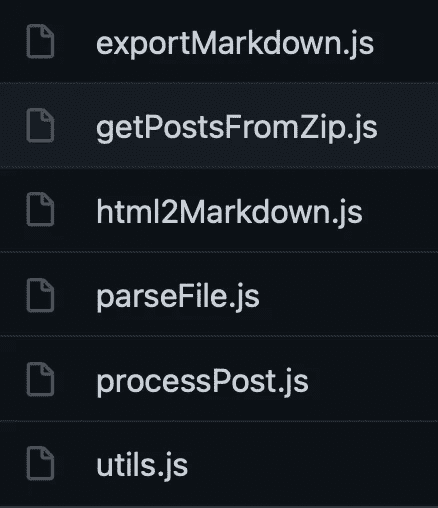 exportMarkdown.js
getPostsFromZip.js
html2Markdown.js
parseFile.js
processPost.js
utils.js